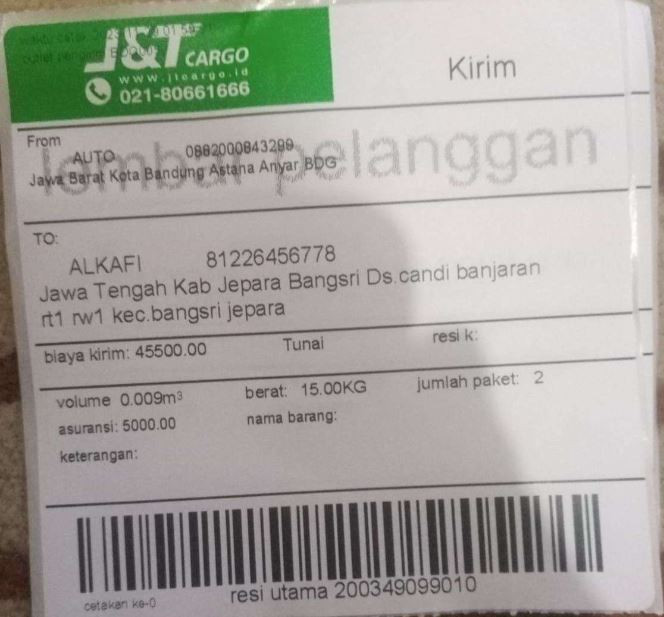 J&T CARGO
www.jtcargo.id
021-80661666
Kirim
lembar pelanggan
From
AUTO 0882000843299
Jawa Barat Kota Bandung Astana Anyar BDG
TO:
ALKAFI 81226456778
Jawa Tengah Kab Jepara Bangsri Ds.candi banjaran
rt1 rw1 kec.bangsri jepara
biaya kirim: 45500.00 Tunai resi k:
volume 0.009m³ berat: 15.00KG jumlah paket: 2
asuransi: 5000.00 nama barang:
keterangan:
cetakan ke-0 resi utama 200349099010